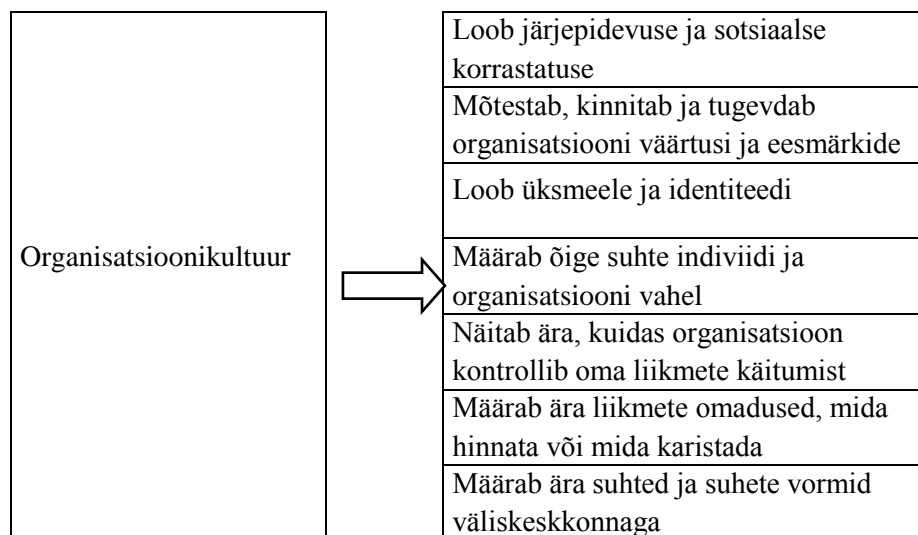 Organisatsioonikultuur
Loob järjepidevuse ja sotsiaalse
korrastatuse
Mõtestab, kinnitab ja tugevdab
organisatsiooni väärtusi ja eesmärkide
Loob üksmeele ja identiteedi
Määrab õige suhte indiviidi ja
organisatsiooni vahel
Näitab ära, kuidas organisatsioon
kontrollib oma liikmete käitumist
Määrab ära liikmete omadused, mida
hinnata või mida karistada
Määrab ära suhted ja suhete vormid
väliskeskkonnaga